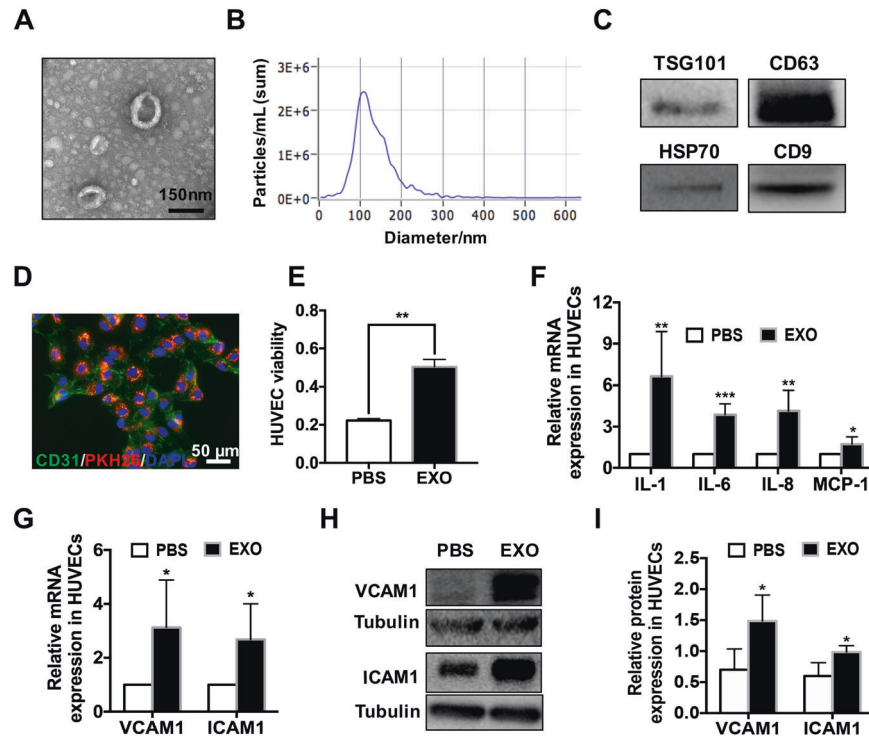 A
150nm
B
Particles/mL (sum)
3E+6
2E+6
1E+6
0E+0
0 100 200 300 400 500 600
Diameter/nm
C
TSG101 CD63
HSP70 CD9
D
CD31/PKH26/DAPI
50 μm
E
HUVEC viability
0.8
0.6
0.4
0.2
0.0
**
PBS EXO
F
Relative mRNA
expression in HUVECs
12
9
6
3
0
PBS EXO
** *** ** *
IL-1 IL-6 IL-8 MCP-1
G
Relative mRNA
expression in HUVECs
6
4
2
0
PBS EXO
* *
VCAM1 ICAM1
H
PBS EXO
VCAM1
Tubulin
ICAM1
Tubulin
I
Relative protein
expression in HUVECs
2.5
2.0
1.5
1.0
0.5
0.0
PBS EXO
* *
VCAM1 ICAM1